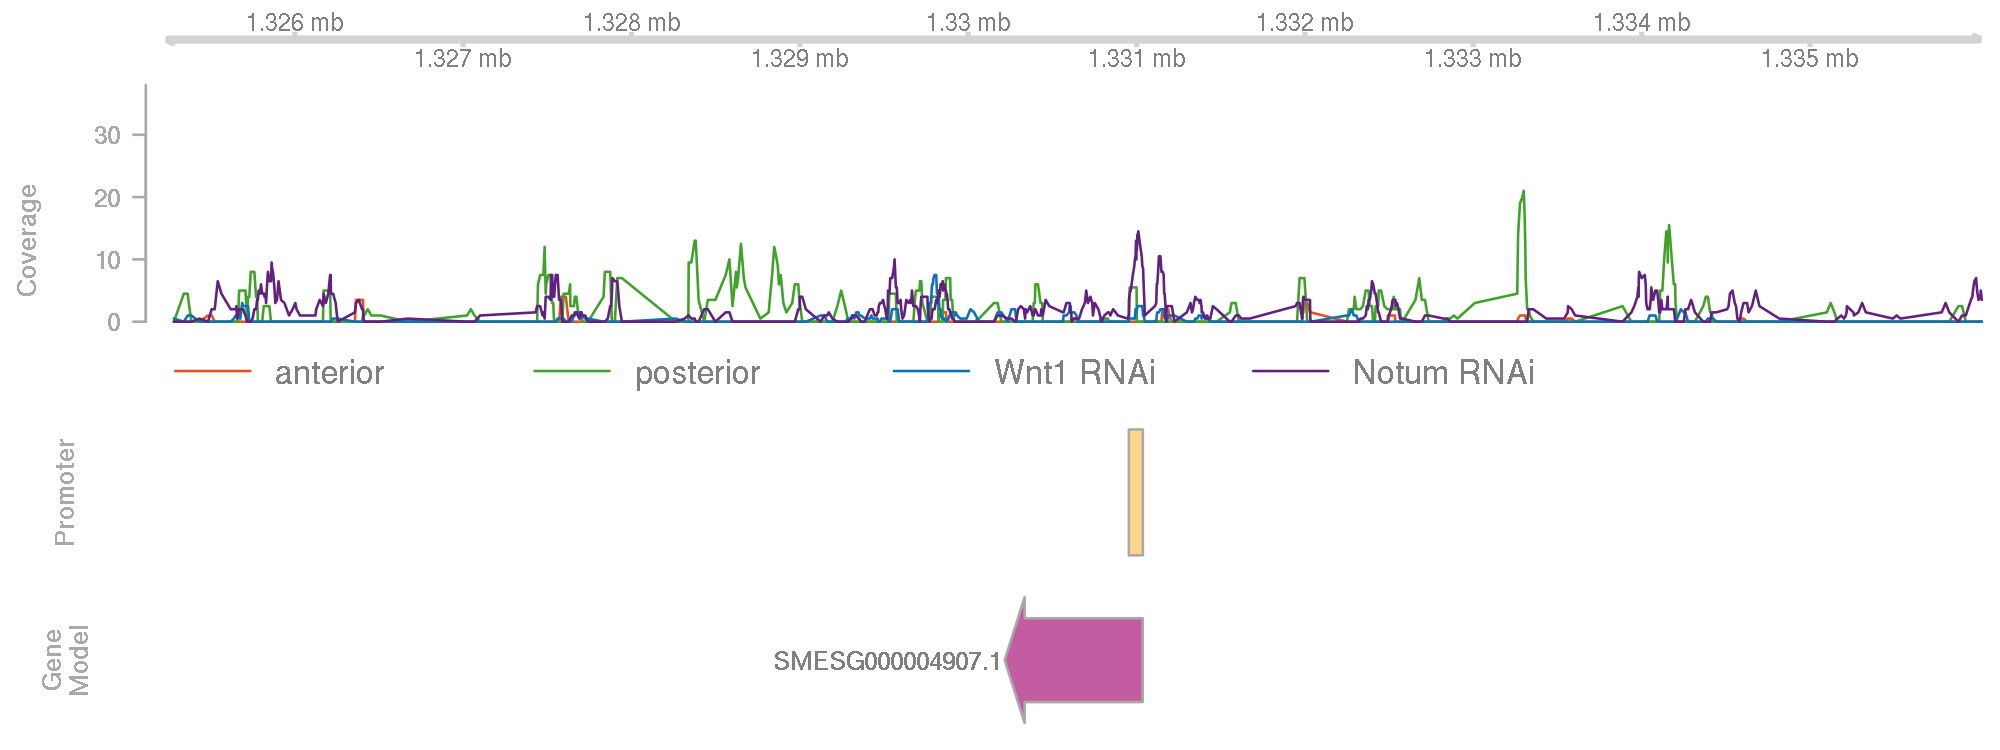 1.326 mb 1.328 mb 1.33 mb 1.332 mb 1.334 mb
1.327 mb 1.329 mb 1.331 mb 1.333 mb 1.335 mb
Coverage
30
20
10
0
anterior posterior Wnt1 RNAi Notum RNAi
Promoter
Gene
Model
SMESG000004907.1